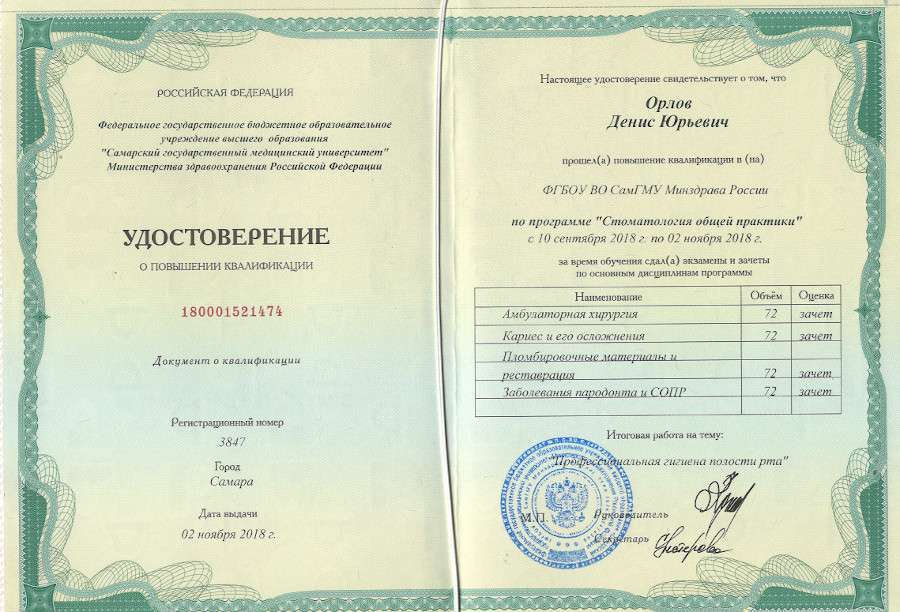 РОССИЙСКАЯ ФЕДЕРАЦИЯ
Федеральное государственное бюджетное образовательное
учреждение высшего образования
"Самарский государственный медицинский университет"
Министерства здравоохранения Российской Федерации
УДОСТОВЕРЕНИЕ
О ПОВЫШЕНИИ КВАЛИФИКАЦИИ
180001521474
Документ о квалификации
Регистрационный номер
3847
Город
Самара
Дата выдачи
02 ноября 2018 г.
Настоящее удостоверение свидетельствует о том, что
Орлов
Денис Юрьевич
прошел(а) повышение квалификации в (на)
ФГБОУ ВО СамГМУ Минздрава России
по программе "Стоматология общей практики"
с 10 сентября 2018 г. по 02 ноября 2018 г.
за время обучения сдал(а) экзамены и зачеты
по основным дисциплинам программы
Наименование Объём Оценка
Амбулаторная хирургия 72 зачет
Кариес и его осложнения 72 зачет
Пломбировочные материалы и
реставрация 72 зачет
Заболевания пародонта и СОПР 72 зачет
Итоговая работа на тему:
"Профессиональная гигиена полости рта"
М.П.
Руководитель
Секретарь